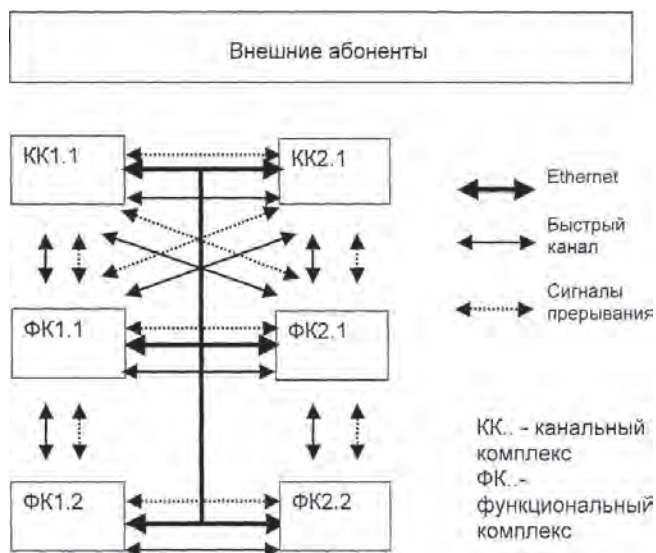 Внешние абоненты
КК1.1
КК2.1
Ethernet
Быстрый
канал
Сигналы
прерывания
ФК1.1
ФК2.1
КК.. - канальный
комплекс
ФК..-
функциональный
комплекс
ФК1.2
ФК2.2